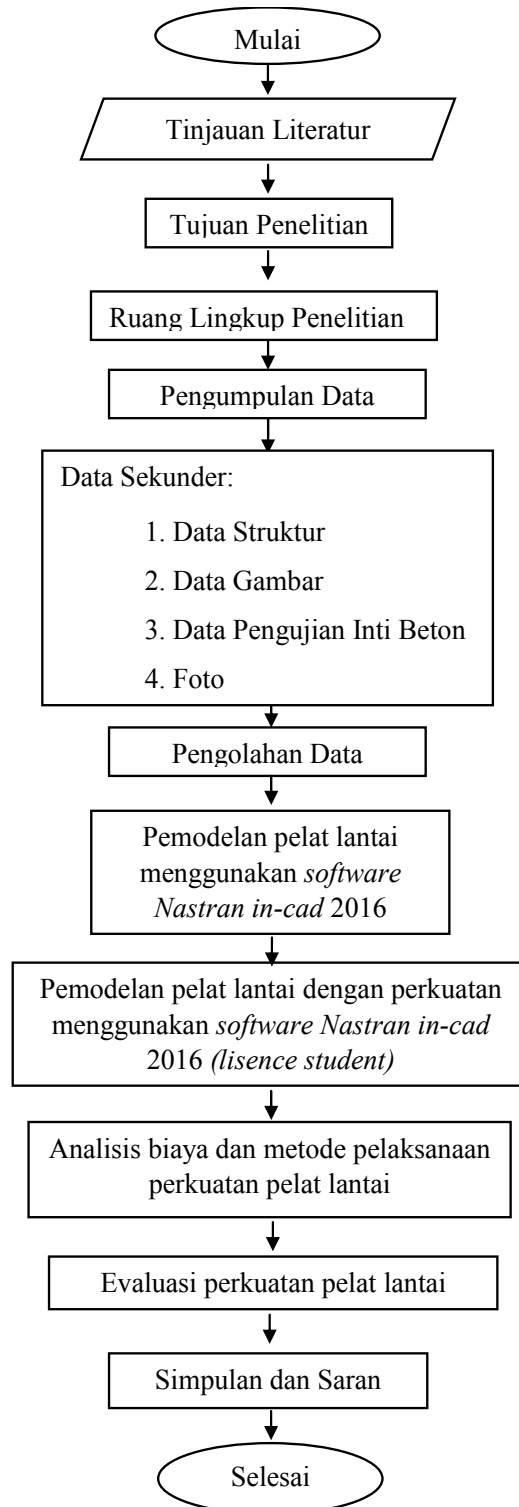 Mulai
Tinjauan Literatur
Tujuan Penelitian
Ruang Lingkup Penelitian
Pengumpulan Data
Data Sekunder:
1. Data Struktur
2. Data Gambar
3. Data Pengujian Inti Beton
4. Foto
Pengolahan Data
Pemodelan pelat lantai
menggunakan software
Nastran in-cad 2016
Pemodelan pelat lantai dengan perkuatan
menggunakan software Nastran in-cad
2016 (lisence student)
Analisis biaya dan metode pelaksanaan
perkuatan pelat lantai
Evaluasi perkuatan pelat lantai
Simpulan dan Saran
Selesai